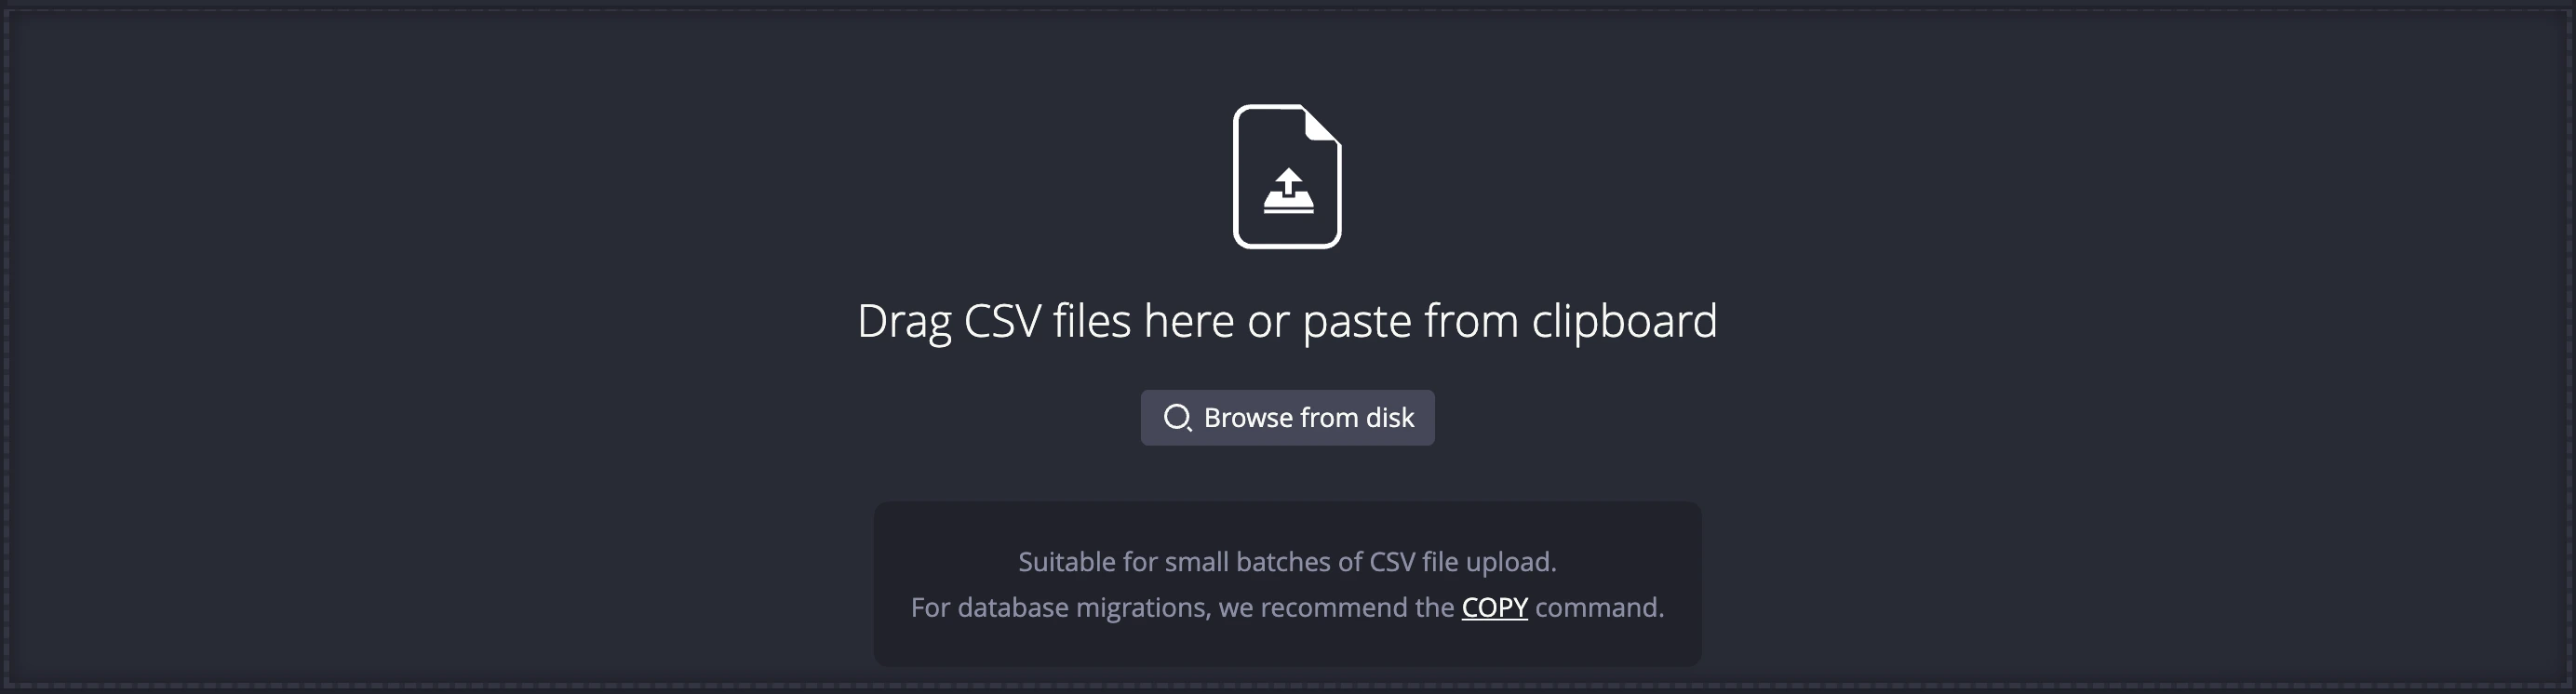 Drag CSV files here or paste from clipboard
Browse from disk
Suitable for small batches of CSV file upload.
For database migrations, we recommend the COPY command.